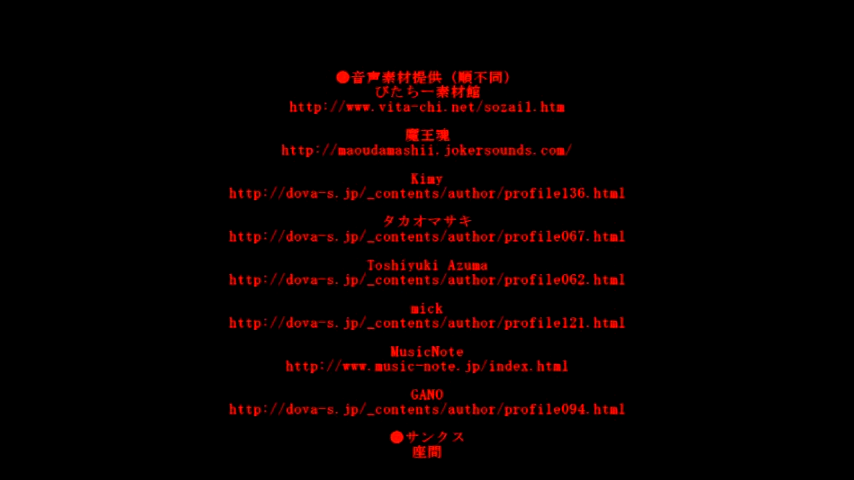 ●音声素材提供（順不同）
びたちー素材館
http://www.vita-chi.net/sozai1.htm
魔王魂
http://maoudamashii.jokersounds.com/
Kimy
http://dova-s.jp/_contents/author/profile136.html
タカオマサキ
http://dova-s.jp/_contents/author/profile067.html
Toshiyuki Azuma
http://dova-s.jp/_contents/author/profile062.html
mick
http://dova-s.jp/_contents/author/profile121.html
MusicNote
http://www.music-note.jp/index.html
GANO
http://dova-s.jp/_contents/author/profile094.html
●サンクス
座間